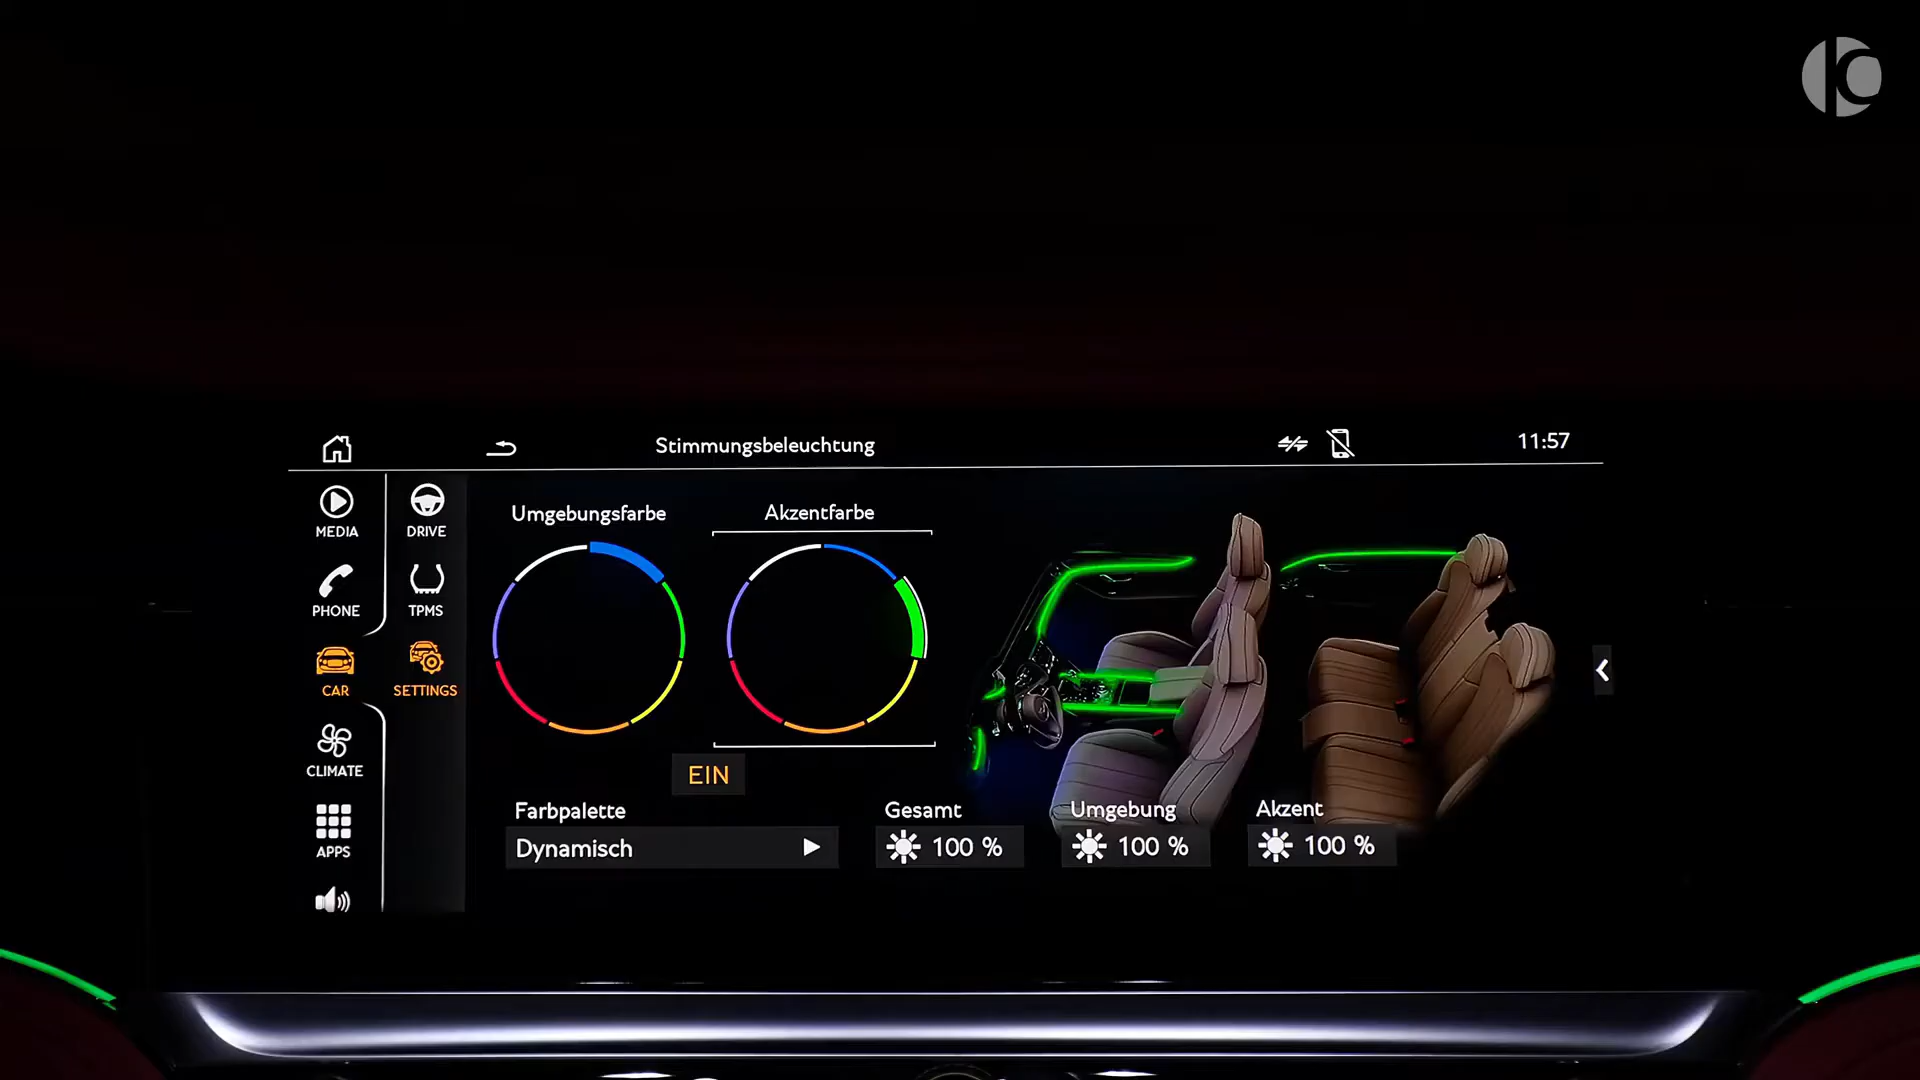 Stimmungsbeleuchtung
11:57
MEDIA
DRIVE
PHONE
TPMS
CAR
SETTINGS
CLIMATE
APPS
Umgebungsfarbe
Akzentfarbe
EIN
Farbpalette
Dynamisch
Gesamt
100 %
Umgebung
100 %
Akzent
100 %